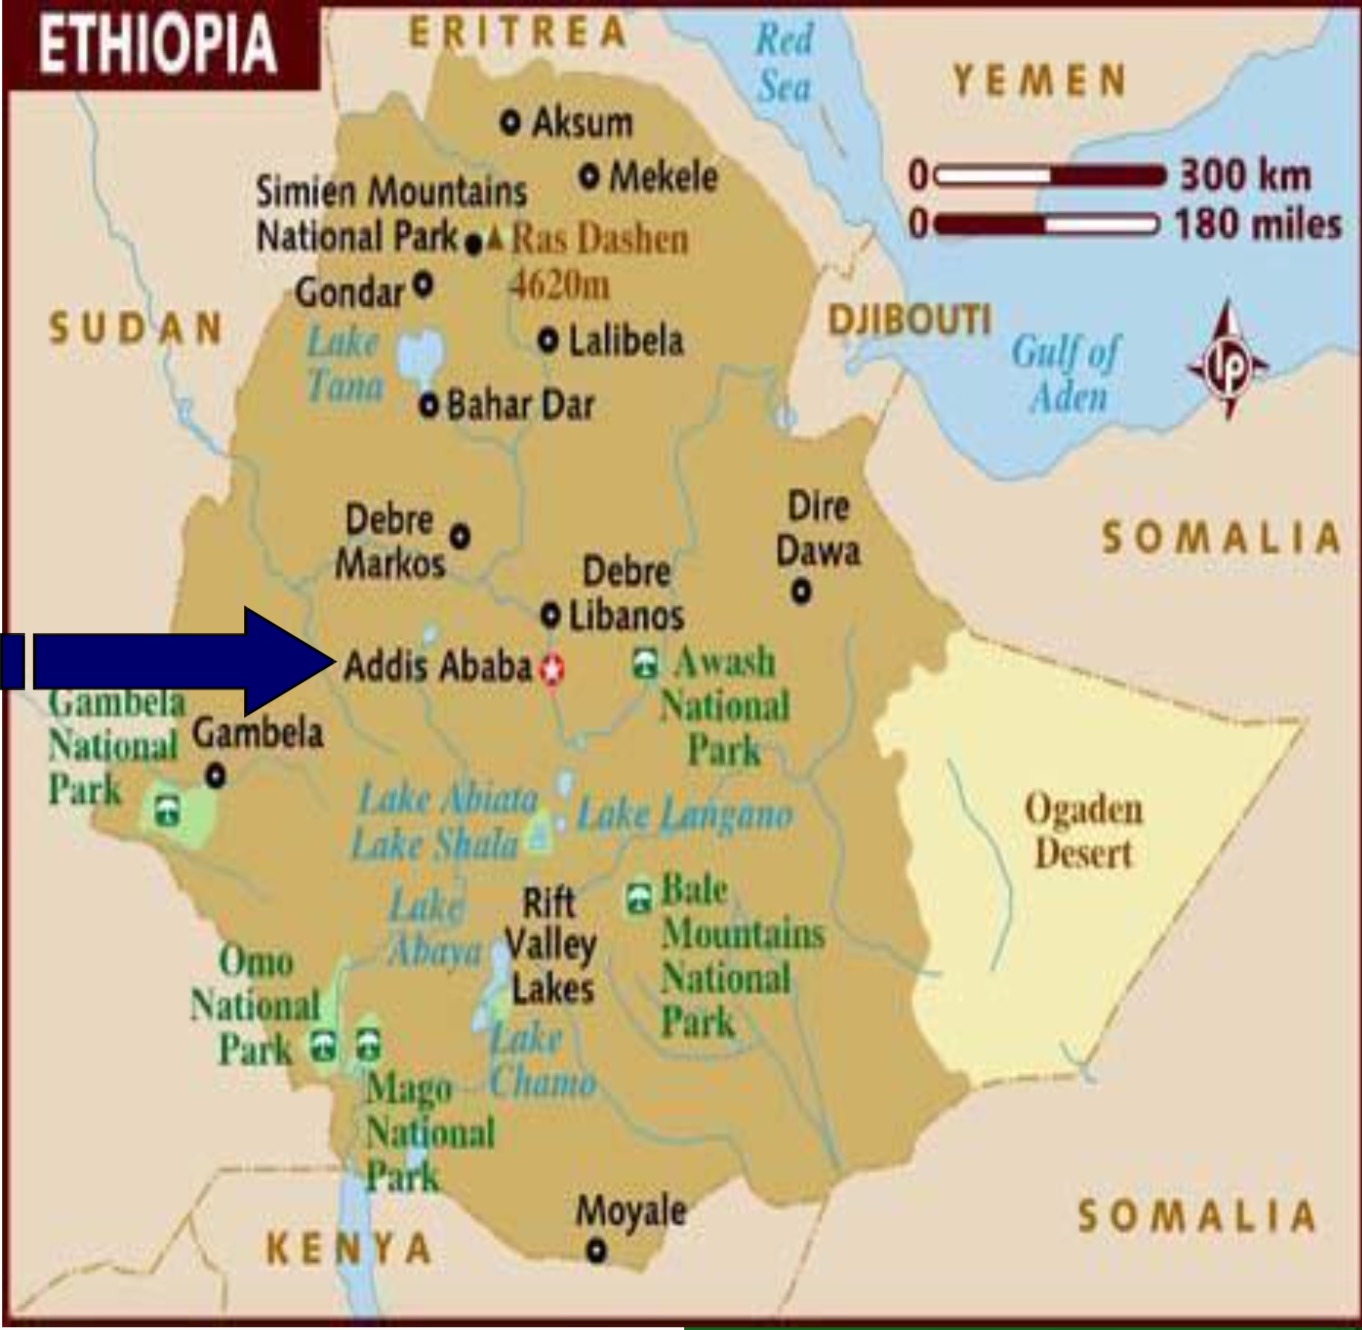 ETHIOPIA
ERITREA
Red
Sea
YEMEN
Aksum
Mekele
0 300 km
0 180 miles
Simien Mountains
National Park
Ras Dashen
4620m
Gondar
SUDAN
DJIBOUTI
Lake
Tana
Lalibela
Gulf of
Aden
LP
Bahar Dar
Debre
Markos
Dire
Dawa
SOMALIA
Debre
Libanos
Addis Ababa
Awash
National
Park
Gambela
National
Park
Gambela
Lake Abiata
Lake Shala
Lake Langano
Ogaden
Desert
Lake
Abaya
Rift
Valley
Lakes
Bale
Mountains
National
Park
Omo
National
Park
Lake
Chamo
Mago
National
Park
Moyale
KENYA
SOMALIA